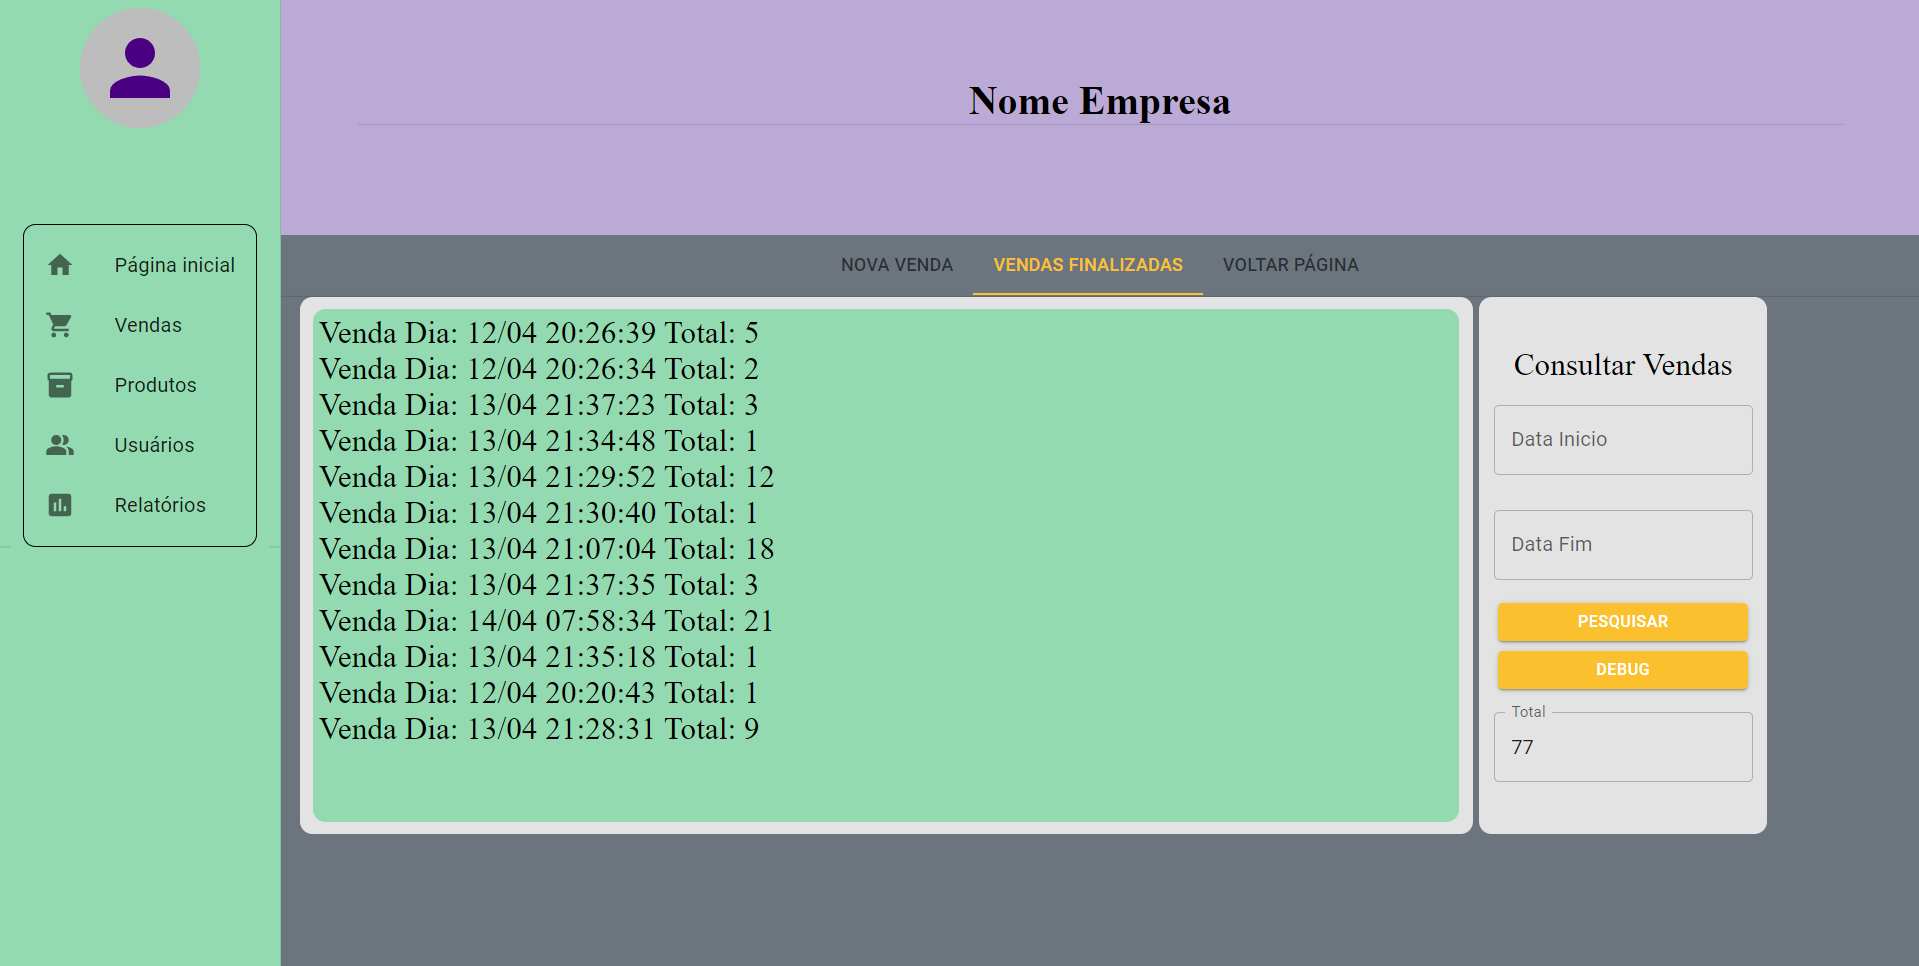 Nome Empresa
Página inicial
Vendas
Produtos
Usuários
Relatórios
NOVA VENDA
VENDAS FINALIZADAS
VOLTAR PÁGINA
Venda Dia: 12/04 20:26:39 Total: 5
Venda Dia: 12/04 20:26:34 Total: 2
Venda Dia: 13/04 21:37:23 Total: 3
Venda Dia: 13/04 21:34:48 Total: 1
Venda Dia: 13/04 21:29:52 Total: 12
Venda Dia: 13/04 21:30:40 Total: 1
Venda Dia: 13/04 21:07:04 Total: 18
Venda Dia: 13/04 21:37:35 Total: 3
Venda Dia: 14/04 07:58:34 Total: 21
Venda Dia: 13/04 21:35:18 Total: 1
Venda Dia: 12/04 20:20:43 Total: 1
Venda Dia: 13/04 21:28:31 Total: 9
Consultar Vendas
Data Inicio
Data Fim
PESQUISAR
DEBUG
Total
77